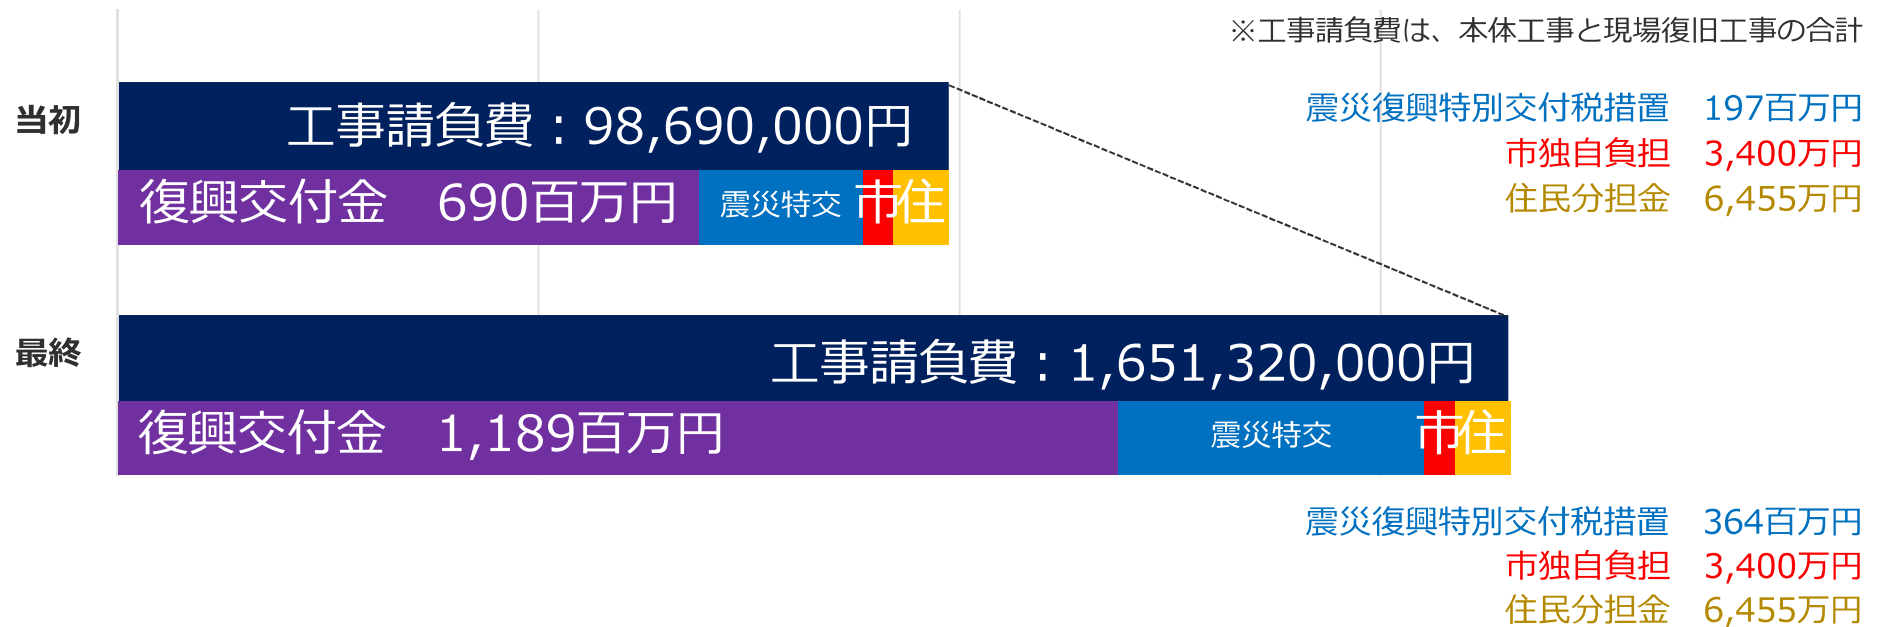 ※工事請負費は、本体工事と現場復旧工事の合計
当初
工事請負費：98,690,000円
復興交付金　690百万円
震災特交
市
住
震災復興特別交付税措置　197百万円
市独自負担　3,400万円
住民分担金　6,455万円
最終
工事請負費：1,651,320,000円
復興交付金　1,189百万円
震災特交
市
住
震災復興特別交付税措置　364百万円
市独自負担　3,400万円
住民分担金　6,455万円